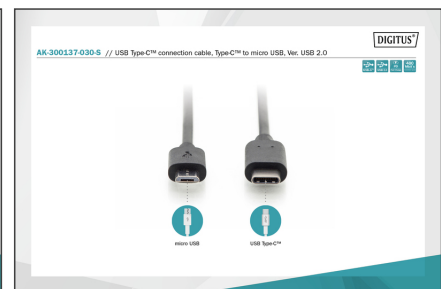 DIGITUS®
AK-300137-030-S // USB Type-C™ connection cable, Type-C™ to micro USB, Ver. USB 2.0
micro USB
USB Type-C™